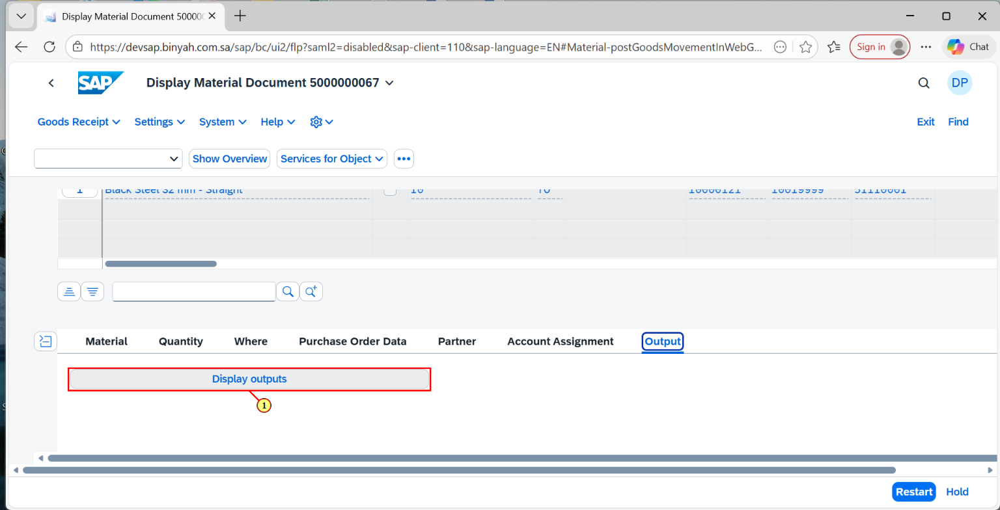 Display Material Document 50000
https://devsap.binyah.com.sa/sap/bc/ui2/flp?saml2=disabled&sap-client=110&sap-language=EN#Material-postGoodsMovementInWebG...
Sign in
Chat
SAP
Display Material Document 5000000067
DP
Goods Receipt
Settings
System
Help
Exit
Find
Show Overview
Services for Object
1 Black Steel 32 mm - Straight 10 TO 10000121 10019999 51110001
Material
Quantity
Where
Purchase Order Data
Partner
Account Assignment
Output
Display outputs
1
Restart
Hold